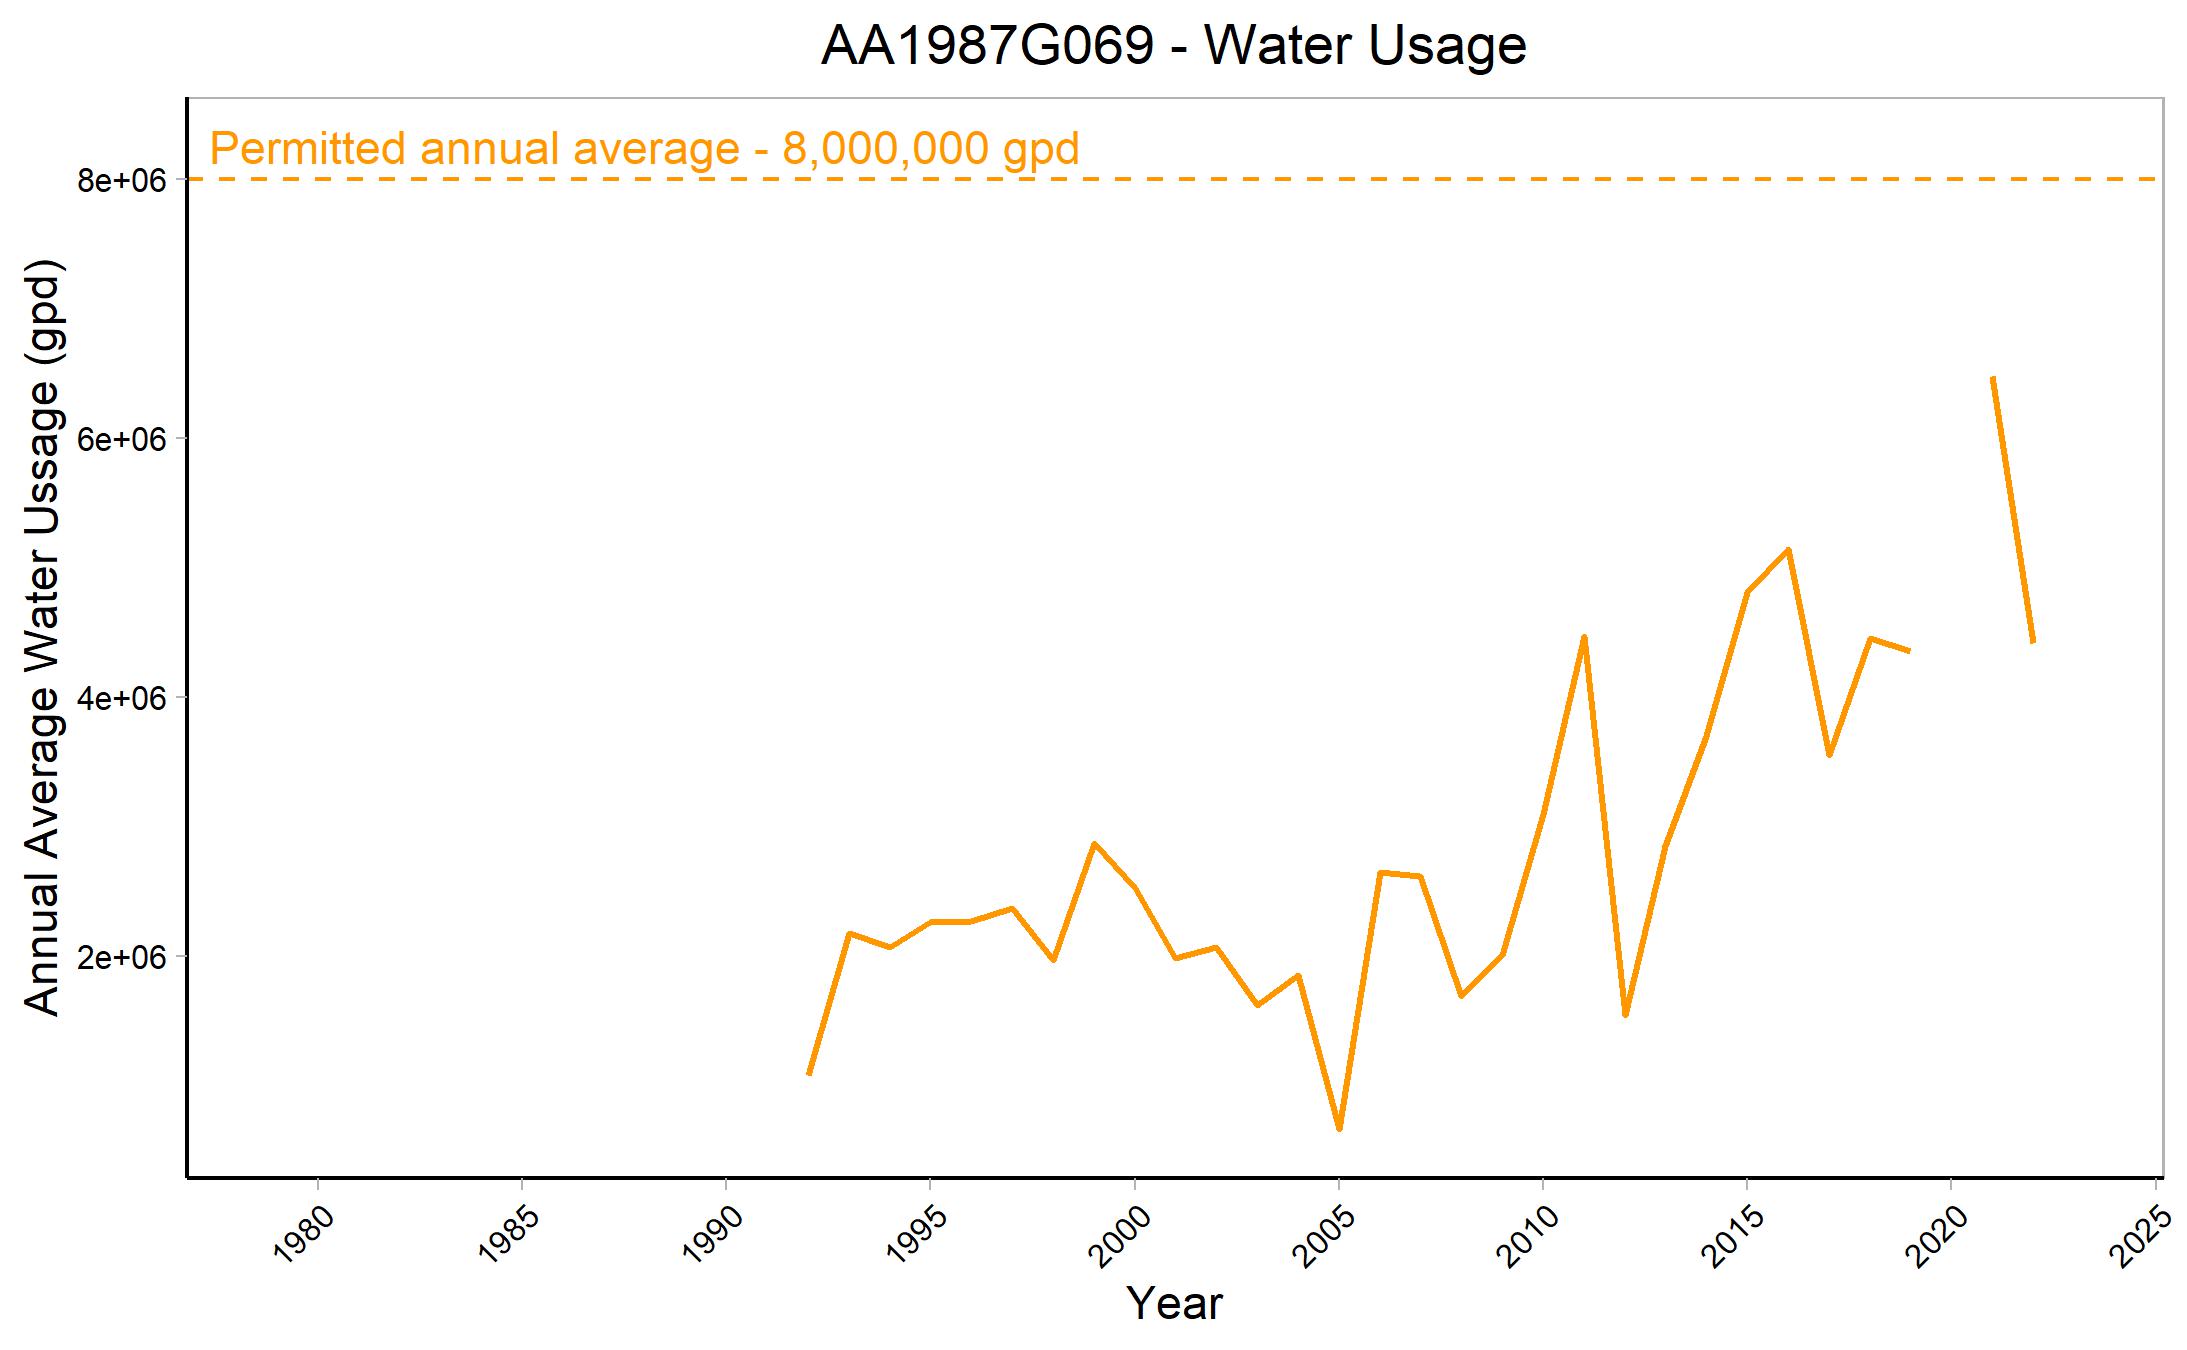 AA1987G069 - Water Usage
Permitted annual average - 8,000,000 gpd
Annual Average Water Ussage (gpd)
8e+06
6e+06
4e+06
2e+06
1980
1985
1990
1995
2000
2005
2010
2015
2020
2025
Year